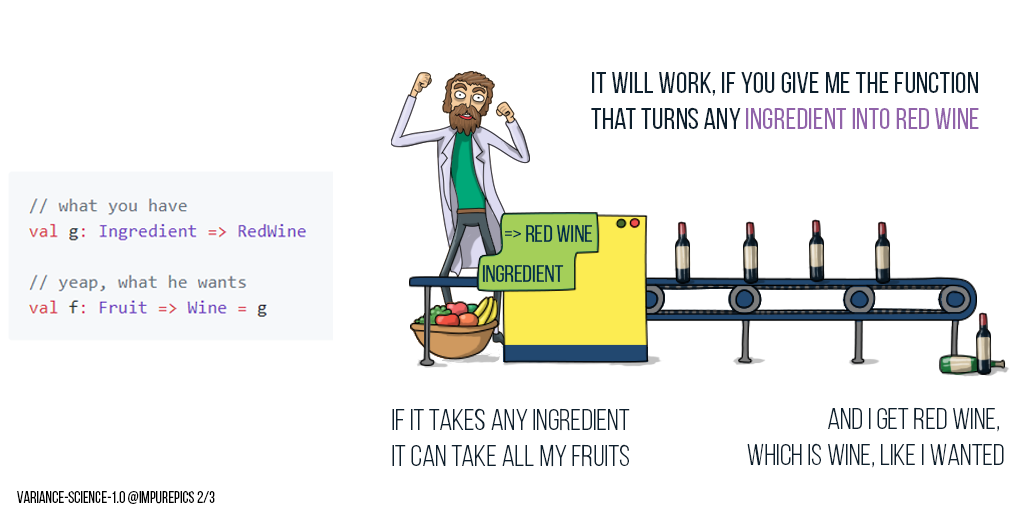 IT WILL WORK, IF YOU GIVE ME THE FUNCTION
THAT TURNS ANY INGREDIENT INTO RED WINE
// what you have
val g: Ingredient => RedWine
// yeap, what he wants
val f: Fruit => Wine = g
=> RED WINE
INGREDIENT
IF IT TAKES ANY INGREDIENT
IT CAN TAKE ALL MY FRUITS
AND I GET RED WINE,
WHICH IS WINE, LIKE I WANTED
VARIANCE-SCIENCE-1.0 @IMPUREPICS 2/3